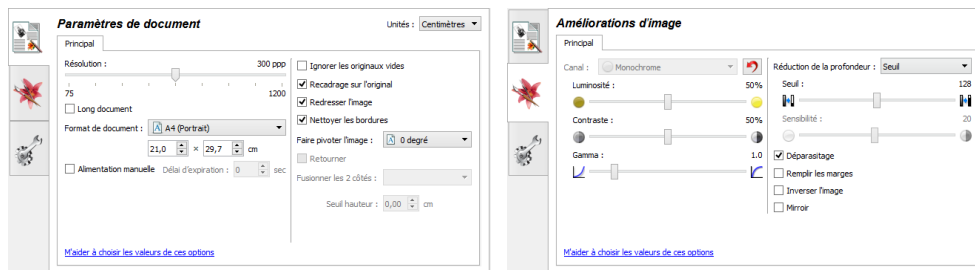 Paramètres de document
Unités : Centimètres
Principal
Résolution : 300 ppp
75 1200
Long document
Format de document : A4 (Portrait)
21,0 × 29,7 cm
Alimentation manuelle Délai d'expiration : 0 sec
Ignorer les originaux vides
Recadrage sur l'original
Redresser l'image
Nettoyer les bordures
Faire pivoter l'image : 0 degré
Retourner
Fusionner les 2 côtés :
Seuil hauteur : 0,00 cm
M'aider à choisir les valeurs de ces options
Améliorations d'image
Principal
Canal : Monochrome
Luminosité : 50%
Contraste : 50%
Gamma : 1.0
Réduction de la profondeur : Seuil
Seuil : 128
Sensibilité : 20
Déparasitage
Remplir les marges
Inverser l'image
Mirroir
M'aider à choisir les valeurs de ces options